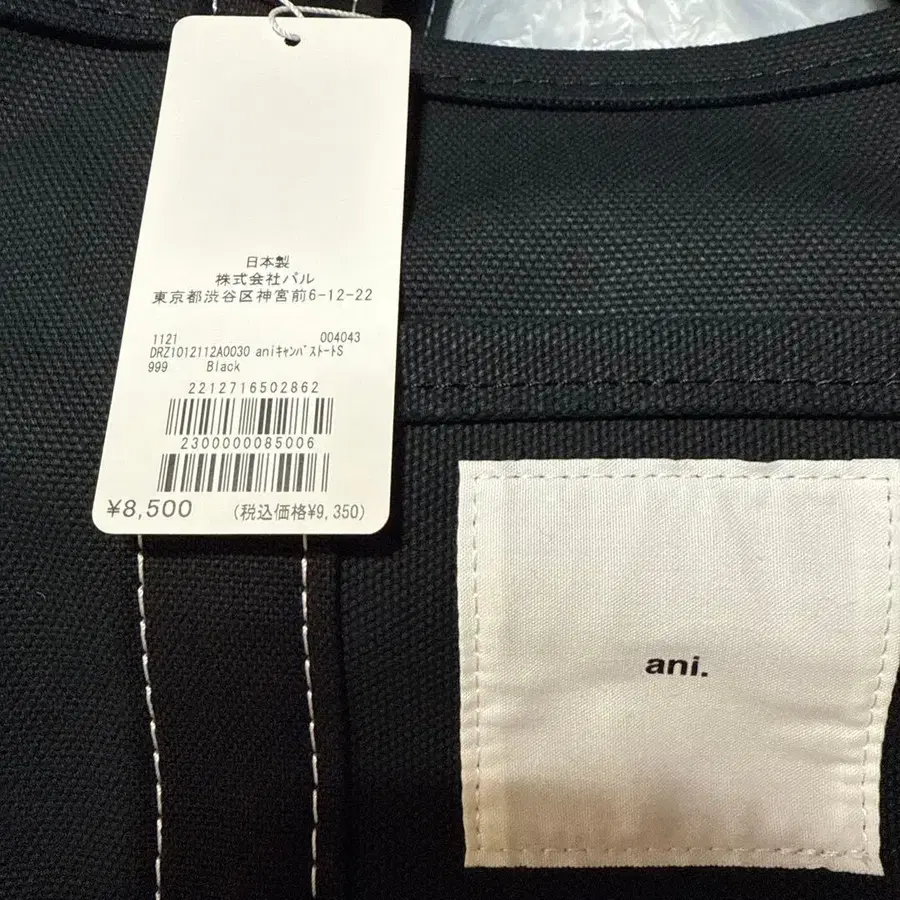 日本製
株式会社パル
東京都渋谷区神宮前6-12-22
1121 004043
DRZ1012112A0030 aniｷｬﾝﾊﾞｽﾄｰﾄS
999 Black
2212716502862
2300000085006
¥8,500 (税込価格¥9,350)
ani.